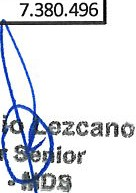 7.380.496
Lezcano
Senior
- MDS